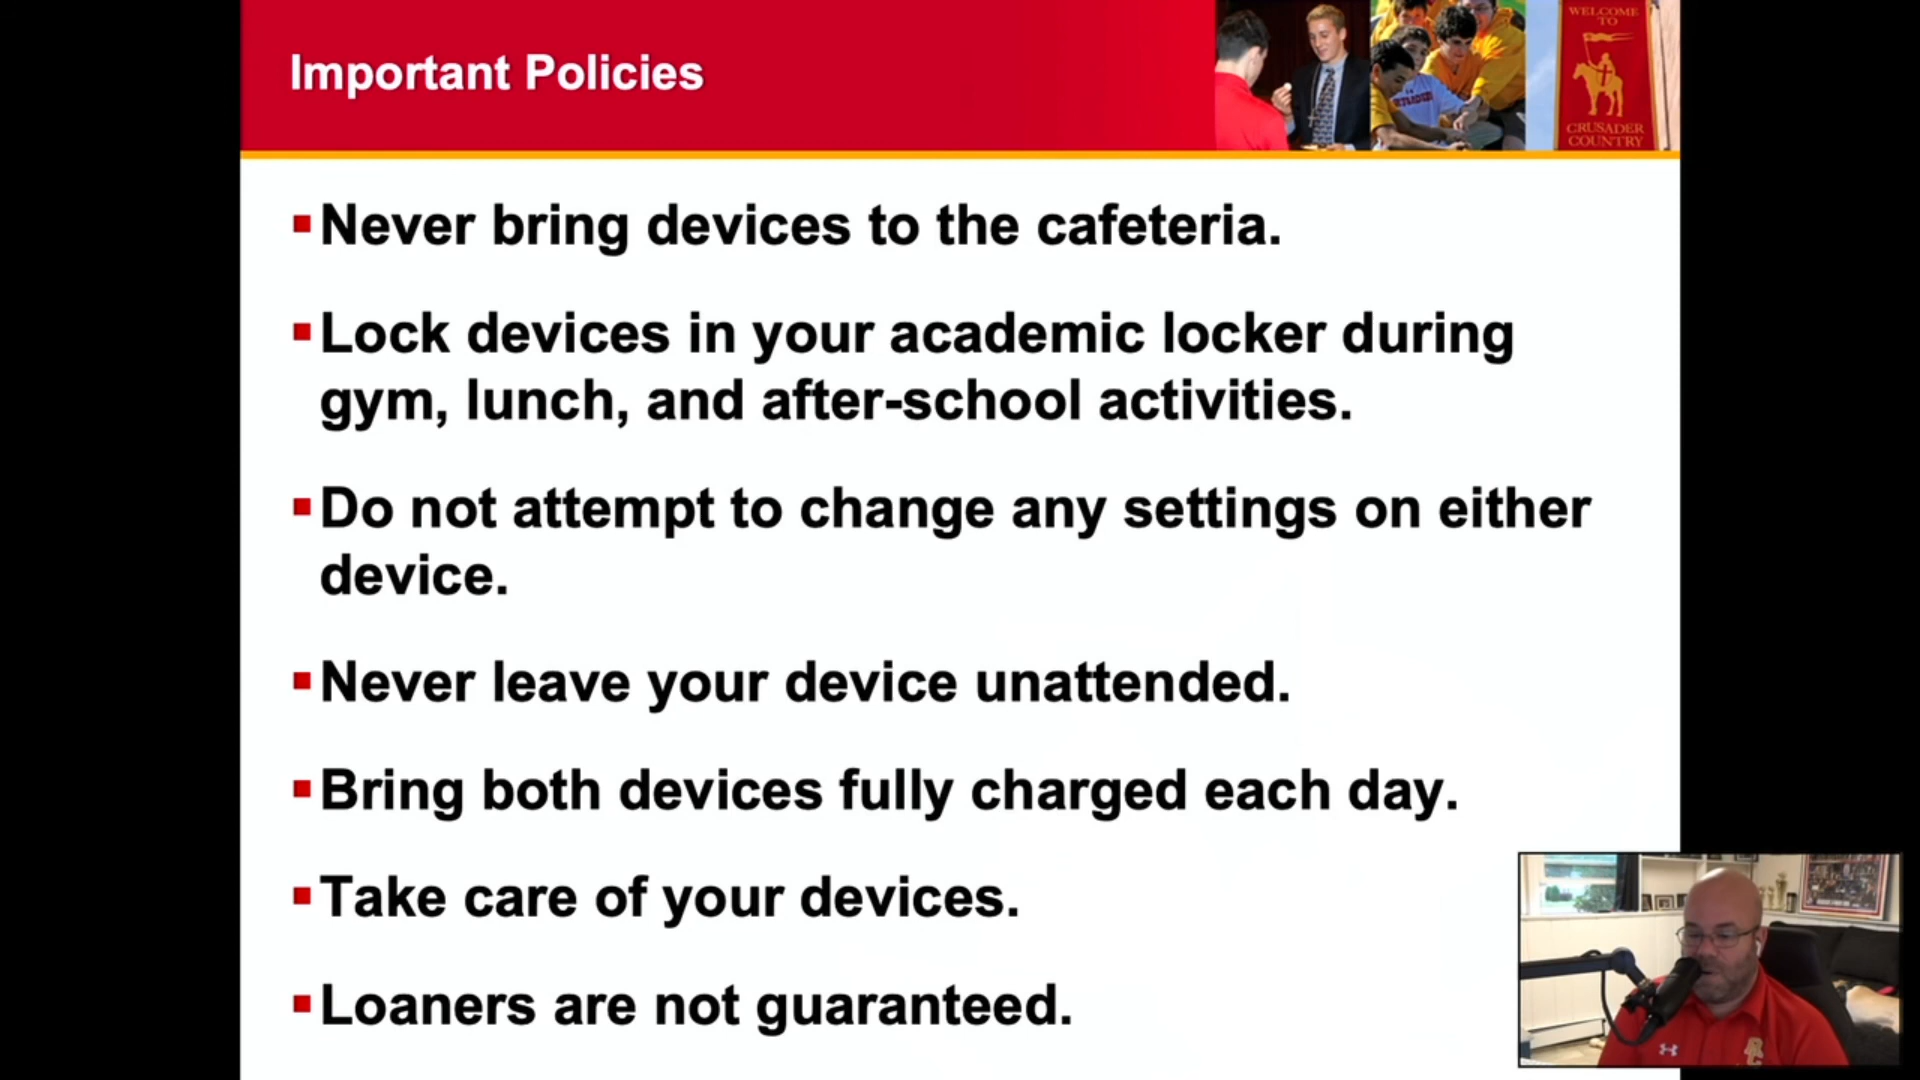 Important Policies
WELCOME
TO
CRUSADER
COUNTRY
Never bring devices to the cafeteria.
Lock devices in your academic locker during
gym, lunch, and after-school activities.
Do not attempt to change any settings on either
device.
Never leave your device unattended.
Bring both devices fully charged each day.
Take care of your devices.
Loaners are not guaranteed.